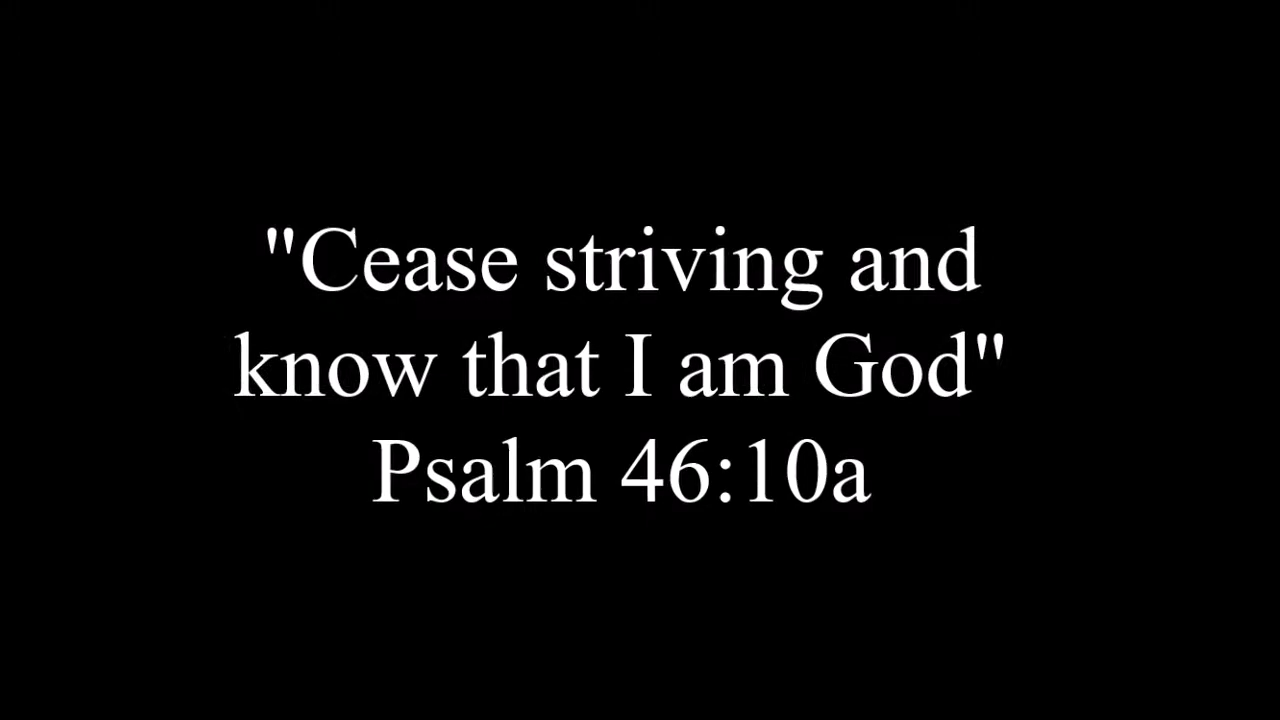 "Cease striving and
know that I am God"
Psalm 46:10a